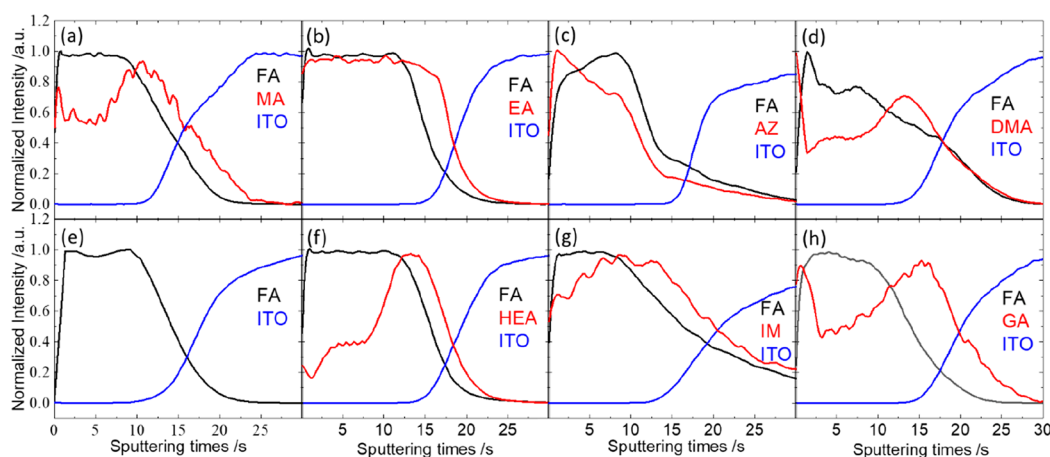 Normalized Intensity /a.u.
1.2
1.0
0.8
0.6
0.4
0.2
0.0
(a)
FA
MA
ITO
(b)
FA
EA
ITO
(c)
FA
AZ
ITO
(d)
FA
DMA
ITO
Normalized Intensity /a.u.
1.2
1.0
0.8
0.6
0.4
0.2
0.0
(e)
FA
ITO
(f)
FA
HEA
ITO
(g)
FA
IM
ITO
(h)
FA
GA
ITO
0 5 10 15 20 25
5 10 15 20 25
5 10 15 20 25
0 5 10 15 20 25 30
Sputtering times /s
Sputtering times /s
Sputtering times /s
Sputtering times /s